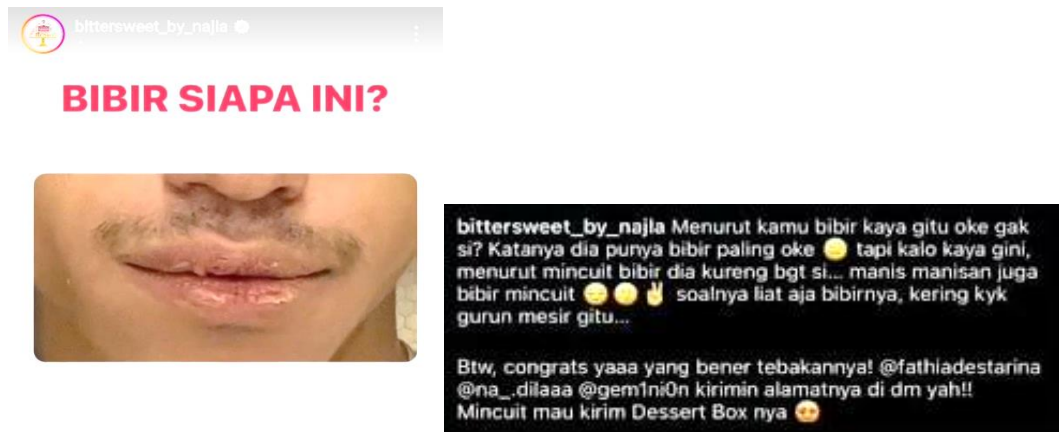 bittersweet_by_najla
BIBIR SIAPA INI?
bittersweet_by_najla Menurut kamu bibir kaya gitu oke gak
si? Katanya dia punya bibir paling oke 😑 tapi kalo kaya gini,
menurut mincuit bibir dia kureng bgt si... manis manisan juga
bibir mincuit 😑🙂✌ soalnya liat aja bibirnya, kering kyk
gurun mesir gitu...
Btw, congrats yaaa yang bener tebakannya! @fathiadestarina
@na_.dilaaa @gem1ni0n kirimin alamatnya di dm yah!!
Mincuit mau kirim Dessert Box nya 😍